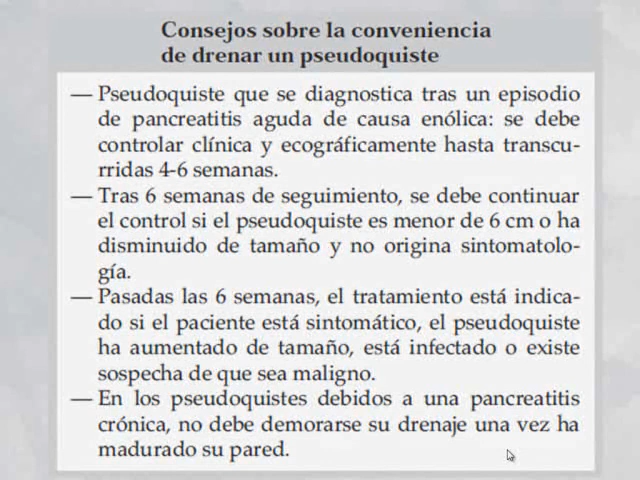 Consejos sobre la conveniencia
de drenar un pseudoquiste
— Pseudoquiste que se diagnostica tras un episodio
de pancreatitis aguda de causa enólica: se debe
controlar clínica y ecográficamente hasta transcu-
rridas 4-6 semanas.
— Tras 6 semanas de seguimiento, se debe continuar
el control si el pseudoquiste es menor de 6 cm o ha
disminuido de tamaño y no origina sintomatolo-
gía.
— Pasadas las 6 semanas, el tratamiento está indica-
do si el paciente está sintomático, el pseudoquiste
ha aumentado de tamaño, está infectado o existe
sospecha de que sea maligno.
— En los pseudoquistes debidos a una pancreatitis
crónica, no debe demorarse su drenaje una vez ha
madurado su pared.